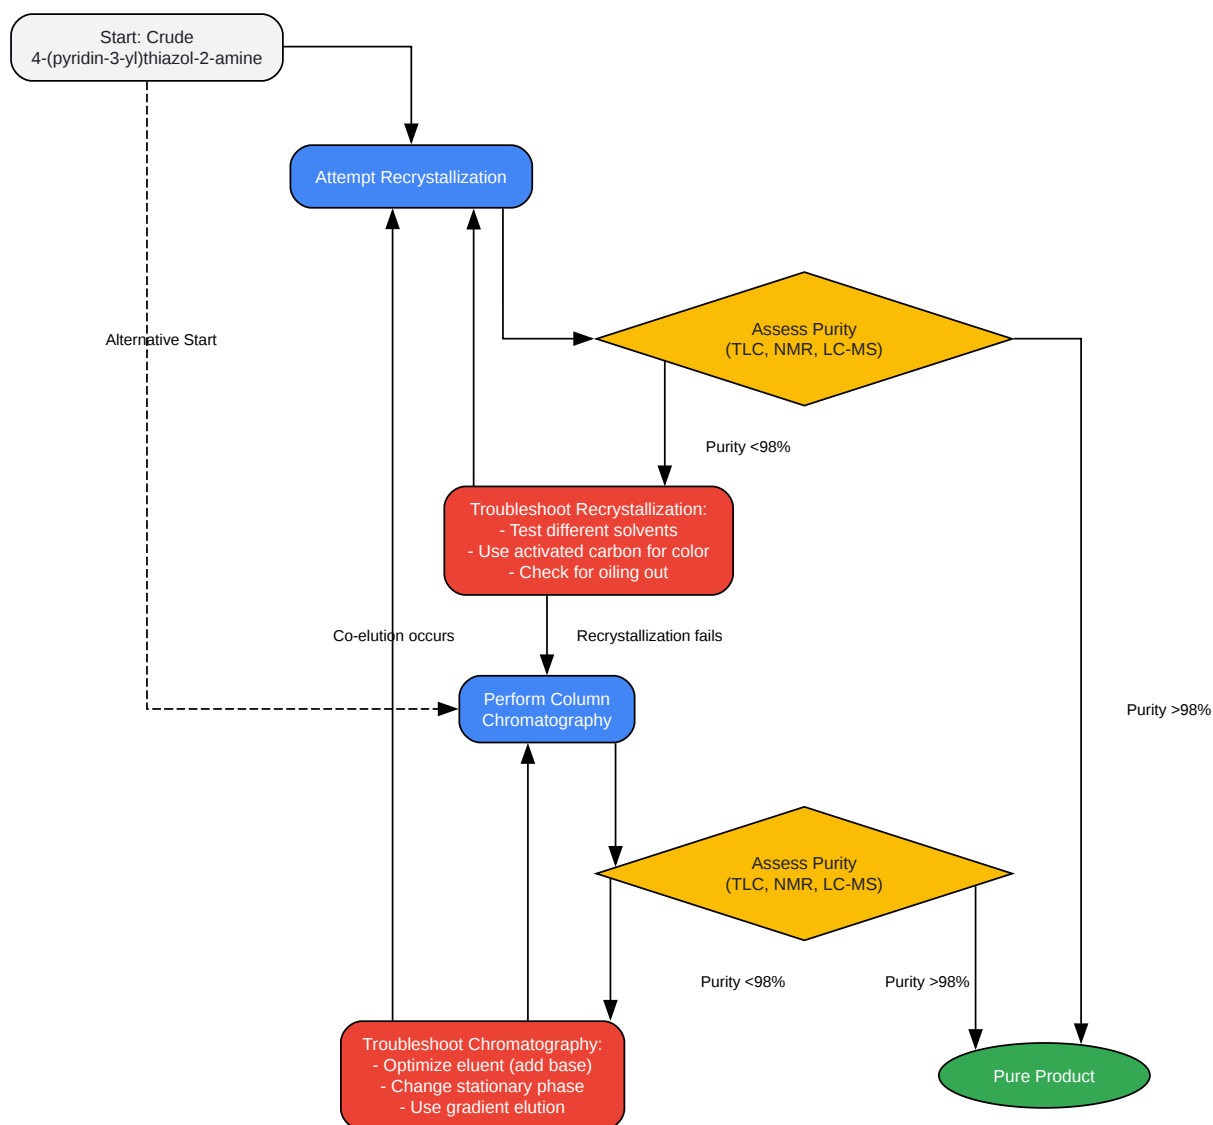 Start: Crude
4-(pyridin-3-yl)thiazol-2-amine
Attempt Recrystallization
Alternative Start
Assess Purity
(TLC, NMR, LC-MS)
Purity <98%
Troubleshoot Recrystallization:
- Test different solvents
- Use activated carbon for color
- Check for oiling out
Co-elution occurs
Recrystallization fails
Perform Column
Chromatography
Purity >98%
Assess Purity
(TLC, NMR, LC-MS)
Purity <98%
Purity >98%
Troubleshoot Chromatography:
- Optimize eluent (add base)
- Change stationary phase
- Use gradient elution
Pure Product